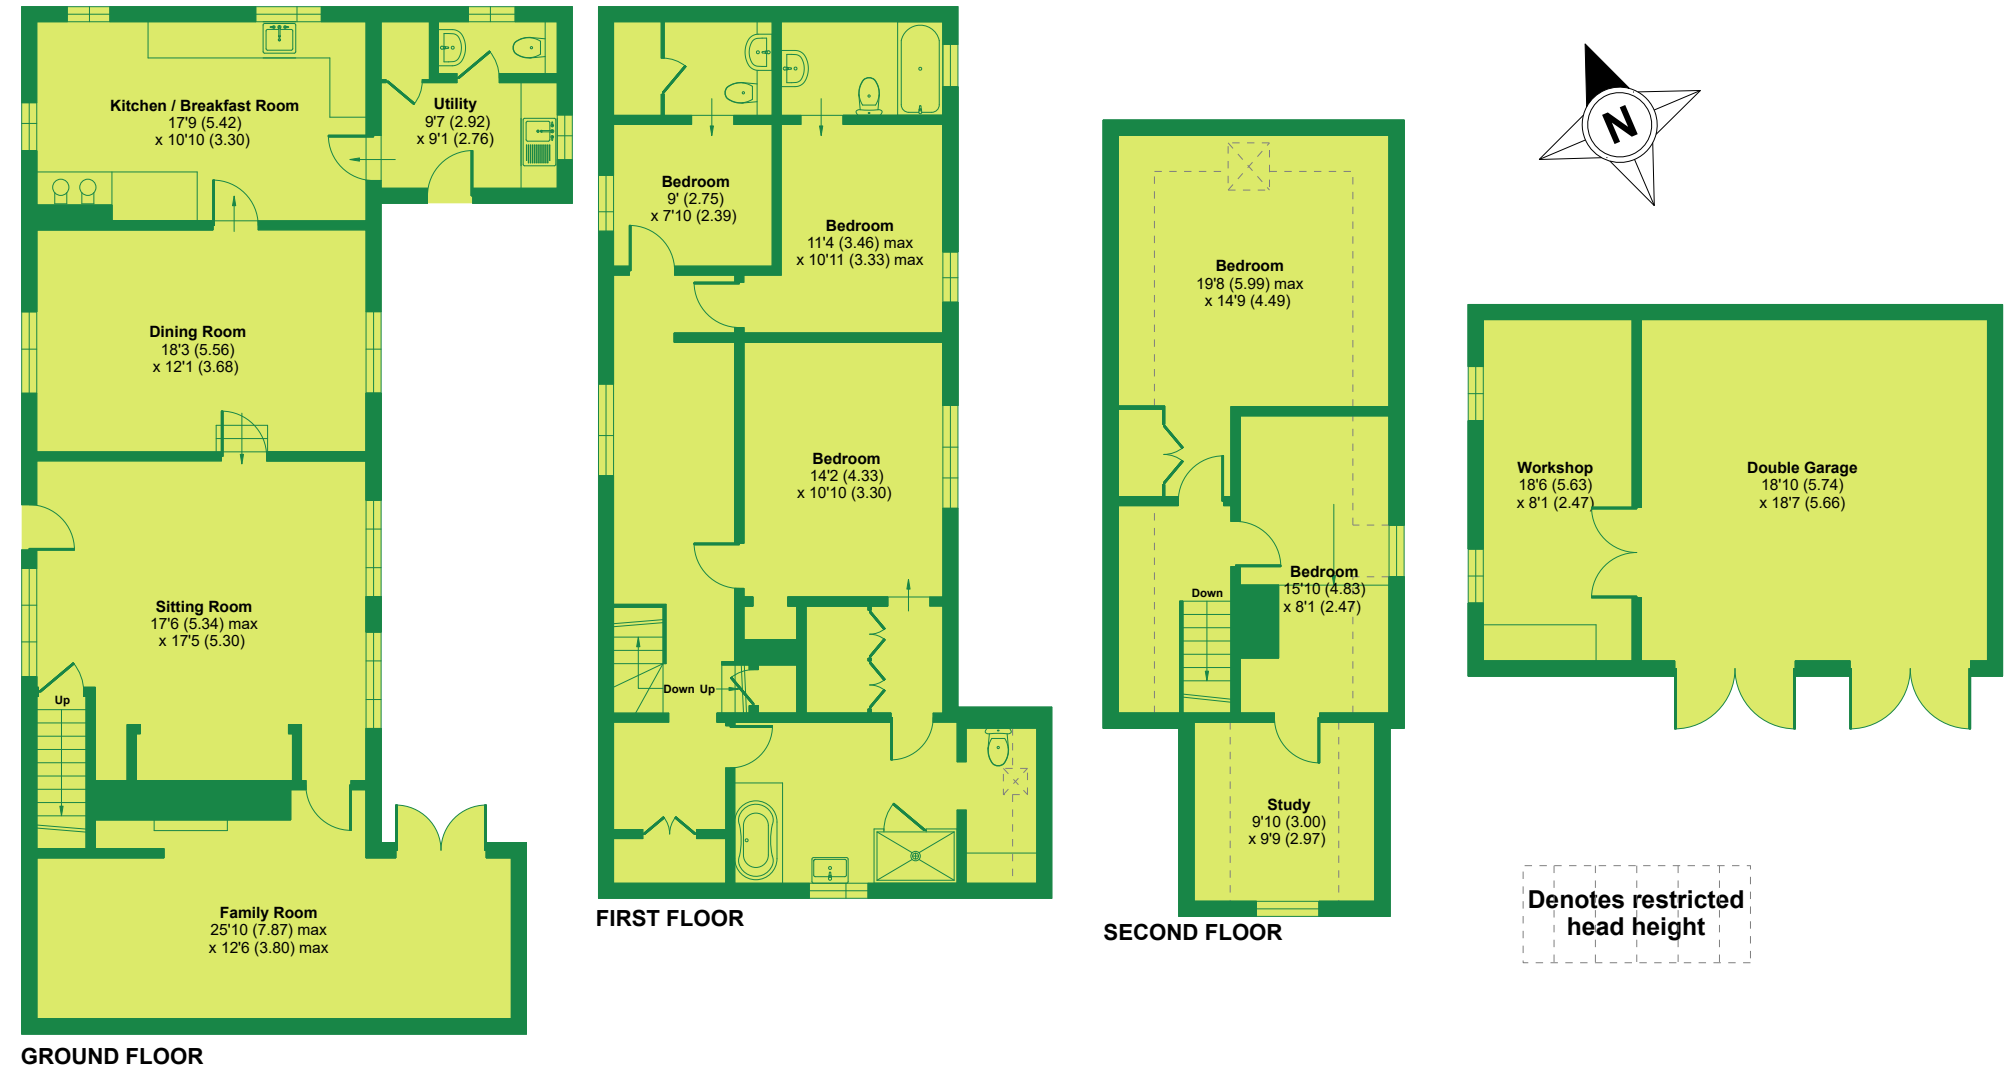 Kitchen / Breakfast Room
17'9 (5.42)
x 10'10 (3.30)
Utility
9'7 (2.92)
x 9'1 (2.76)
Dining Room
18'3 (5.56)
x 12'1 (3.68)
Sitting Room
17'6 (5.34) max
x 17'5 (5.30)
Up
Family Room
25'10 (7.87) max
x 12'6 (3.80) max
GROUND FLOOR
Bedroom
9' (2.75)
x 7'10 (2.39)
Bedroom
11'4 (3.46) max
x 10'11 (3.33) max
Bedroom
14'2 (4.33)
x 10'10 (3.30)
Down Up
FIRST FLOOR
Bedroom
19'8 (5.99) max
x 14'9 (4.49)
Bedroom
15'10 (4.83)
x 8'1 (2.47)
Down
Study
9'10 (3.00)
x 9'9 (2.97)
SECOND FLOOR
N
Workshop
18'6 (5.63)
x 8'1 (2.47)
Double Garage
18'10 (5.74)
x 18'7 (5.66)
Denotes restricted
head height